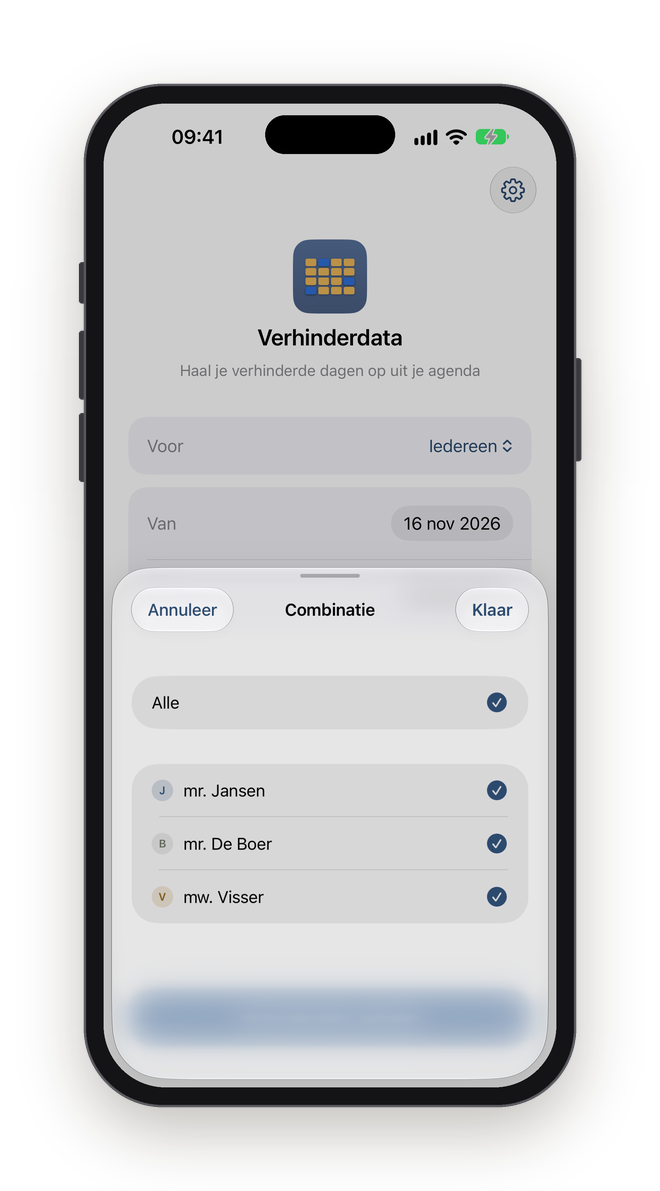 09:41
Verhinderdata
Haal je verhinderde dagen op uit je agenda
Voor Iedereen
Van 16 nov 2026
Annuleer Combinatie Klaar
Alle
J mr. Jansen
B mr. De Boer
V mw. Visser